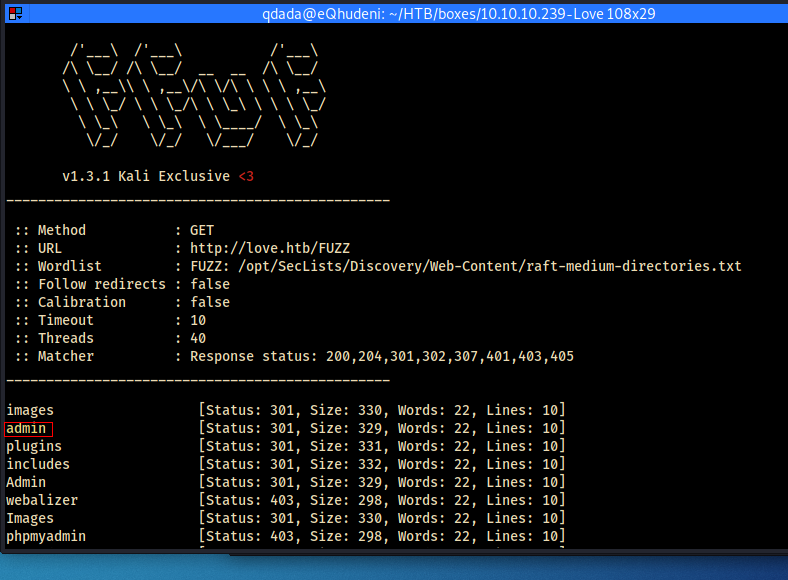 qdada@eQhudeni: ~/HTB/boxes/10.10.10.239-Love 108x29
/'___\  /'___\           /'___\
/\ \__/ /\ \__/  __  __  /\ \__/
\ \ ,__\\ \ ,__\/\ \/\ \ \ \ ,__\
\ \ \_/ \ \ \_/\ \ \_\ \ \ \ \_/
\ \_\   \ \_\  \ \____/  \ \_\
\/_/    \/_/   \/___/    \/_/
v1.3.1 Kali Exclusive <3
________________________________________________
:: Method           : GET
:: URL              : http://love.htb/FUZZ
:: Wordlist         : FUZZ: /opt/SecLists/Discovery/Web-Content/raft-medium-directories.txt
:: Follow redirects : false
:: Calibration      : false
:: Timeout          : 10
:: Threads          : 40
:: Matcher          : Response status: 200,204,301,302,307,401,403,405
________________________________________________
images                  [Status: 301, Size: 330, Words: 22, Lines: 10]
admin                   [Status: 301, Size: 329, Words: 22, Lines: 10]
plugins                 [Status: 301, Size: 331, Words: 22, Lines: 10]
includes                [Status: 301, Size: 332, Words: 22, Lines: 10]
Admin                   [Status: 301, Size: 329, Words: 22, Lines: 10]
webalizer               [Status: 403, Size: 298, Words: 22, Lines: 10]
Images                  [Status: 301, Size: 330, Words: 22, Lines: 10]
phpmyadmin              [Status: 403, Size: 298, Words: 22, Lines: 10]